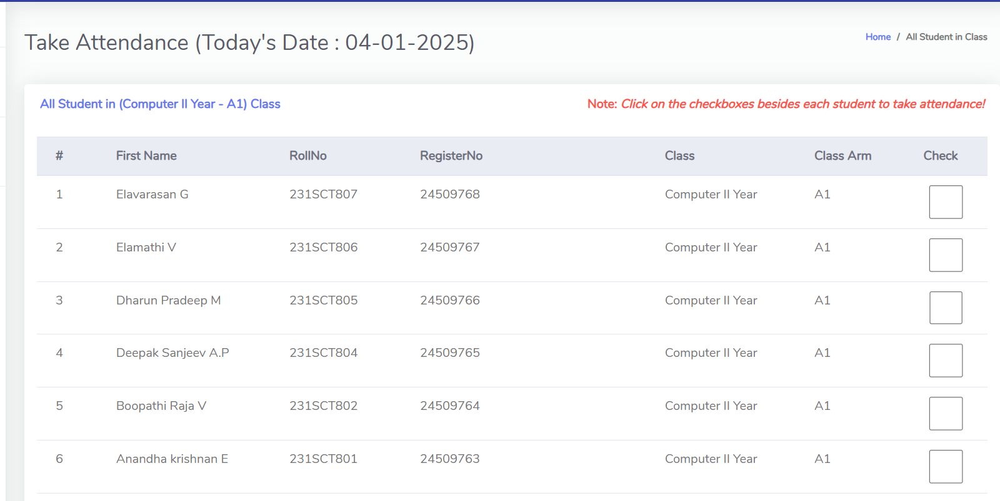 Take Attendance (Today's Date : 04-01-2025)
Home / All Student in Class
All Student in (Computer II Year - A1) Class
Note: Click on the checkboxes besides each student to take attendance!
# First Name RollNo RegisterNo Class Class Arm Check
1 Elavarasan G 231SCT807 24509768 Computer II Year A1
2 Elamathi V 231SCT806 24509767 Computer II Year A1
3 Dharun Pradeep M 231SCT805 24509766 Computer II Year A1
4 Deepak Sanjeev A.P 231SCT804 24509765 Computer II Year A1
5 Boopathi Raja V 231SCT802 24509764 Computer II Year A1
6 Anandha krishnan E 231SCT801 24509763 Computer II Year A1